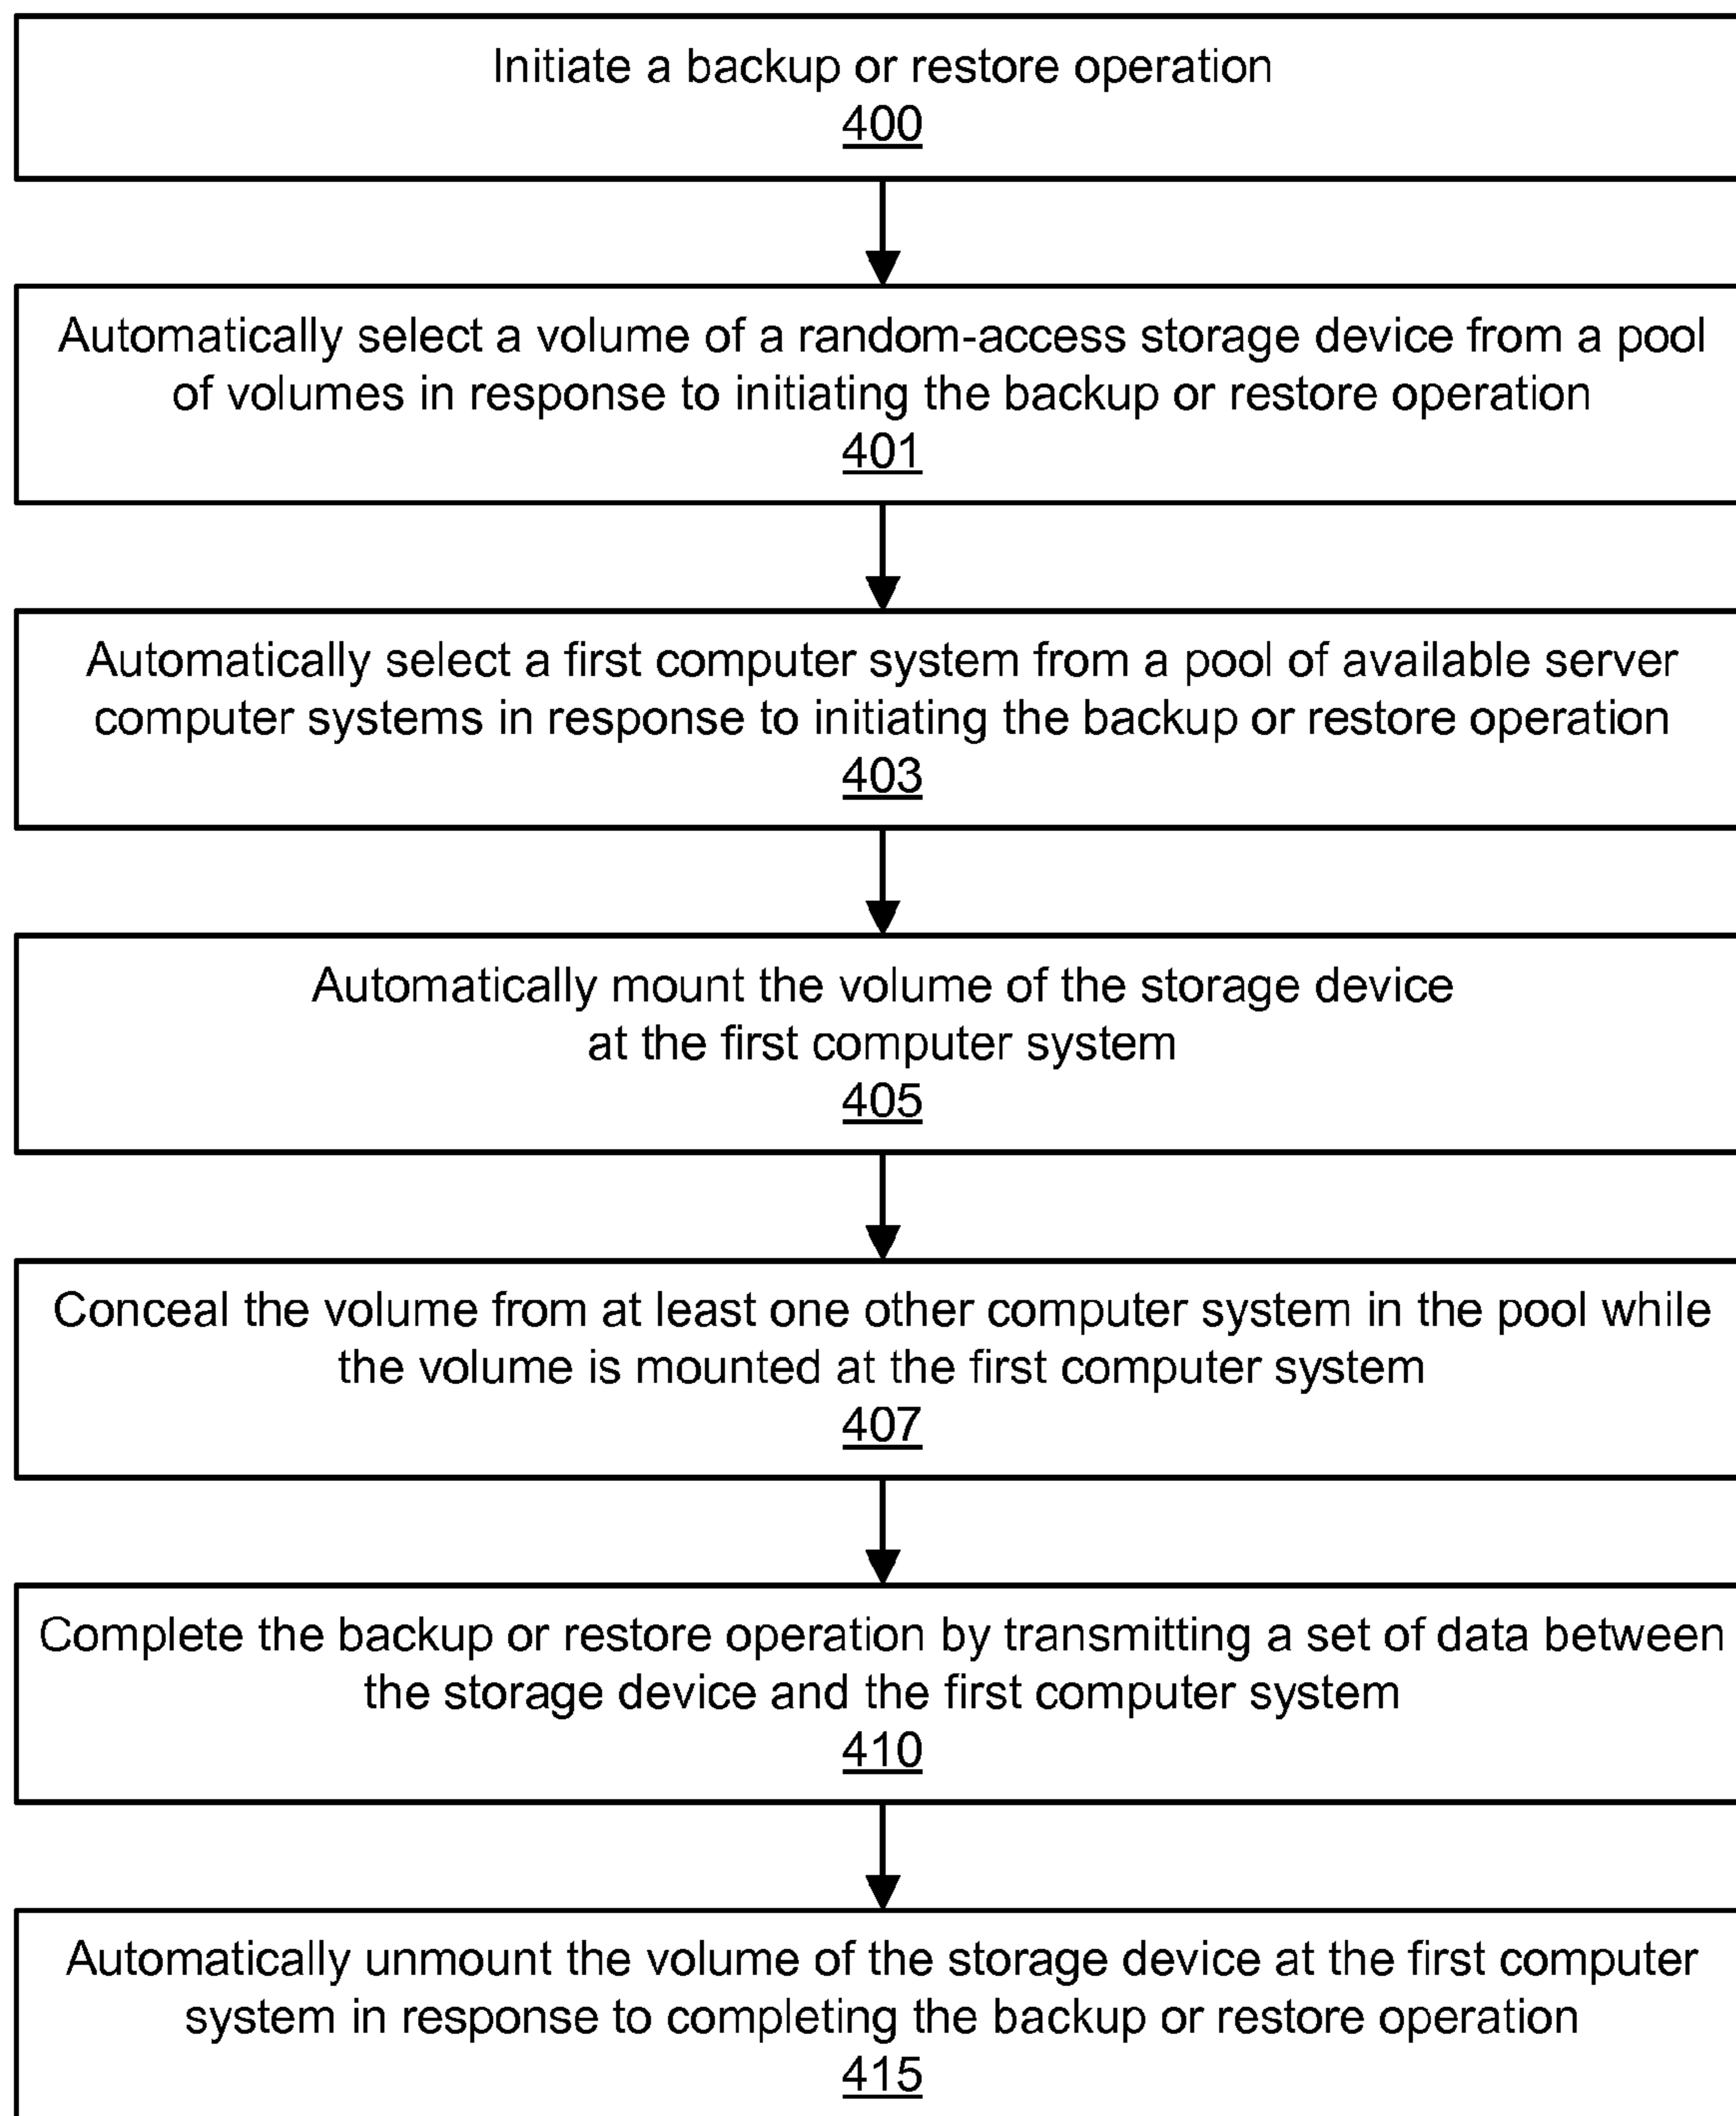 Initiate a backup or restore operation
400
Automatically select a volume of a random-access storage device from a pool
of volumes in response to initiating the backup or restore operation
401
Automatically select a first computer system from a pool of available server
computer systems in response to initiating the backup or restore operation
403
Automatically mount the volume of the storage device
at the first computer system
405
Conceal the volume from at least one other computer system in the pool while
the volume is mounted at the first computer system
407
Complete the backup or restore operation by transmitting a set of data between
the storage device and the first computer system
410
Automatically unmount the volume of the storage device at the first computer
system in response to completing the backup or restore operation
415